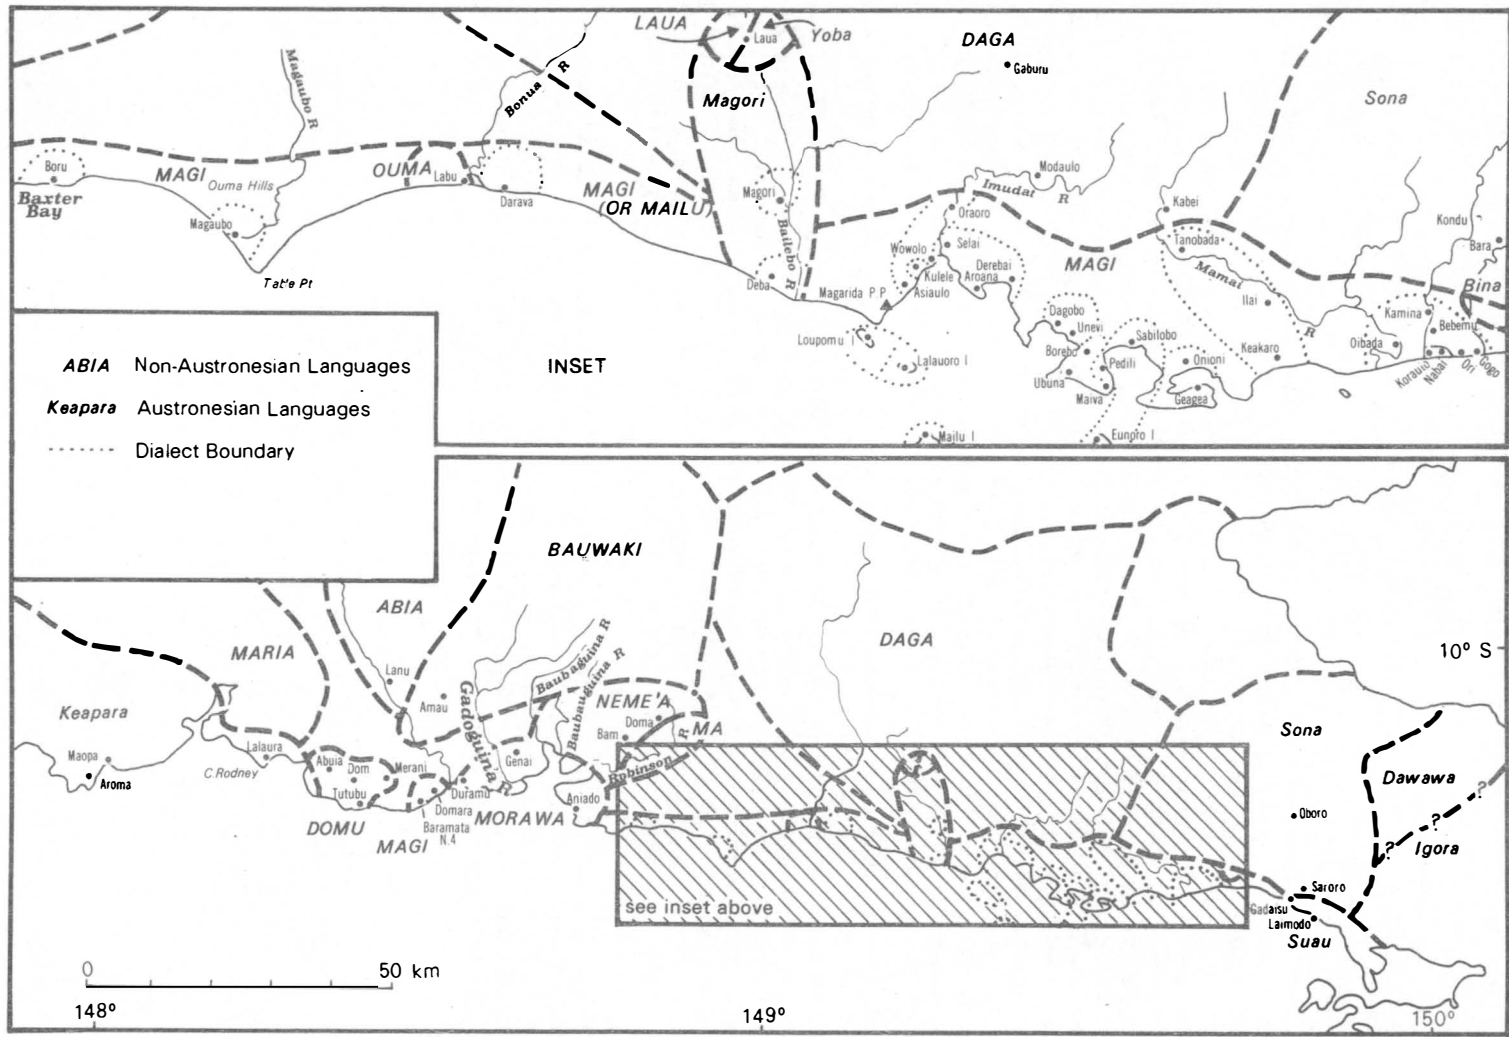 LAUA
Yoba
Laua
DAGA
Gaburu
Sona
Magaubo R
Bonua R
Magori
Boru
MAGI
Ouma Hills
OUMA
Labu
Darava
MAGI
(OR MAILU)
Baxter
Bay
Magaubo
Magori
Bailebo R
Modaulo
Imudat R
Oraoro
Kabei
Kondu
Bara
Tanobada
Wowolo
Selai
Derebai
MAGI
Mamai R
Kulele
Aroana
Asiaulo
Deba
Magarida P.P
Ilai
Bina
Kamina
Bebemu
Dagobo
Unevi
Sabilobo
Loupomu I
Lalauoro I
Borebo
Pedili
Onioni
Keakaro
Oibada
Ubuna
Maiva
Geagea
Koraulo
Nabai
Ori
Gogo
Mailu I
Eunoro I
ABIA Non-Austronesian Languages
Keapara Austronesian Languages
Dialect Boundary
INSET
BAUWAKI
ABIA
DAGA
10° S
MARIA
Lanu
Amau
Gadoguina R
Baubaguina R
Baubauguina R
NEME'A
Doma
MA
Bam
Keapara
Sona
Maopa
Aroma
Lalaura
C.Rodney
Abuia
Dom
Merani
Tutubu
Genai
Robinson R
Duramu
Domara
Baramata
N.4
Aniado
DOMU
MAGI
MORAWA
Dawawa
?
Oboro
?
?
Igora
see inset above
Saroro
Gadaisu
Laimodo
Suau
0 50 km
148° 149° 150°